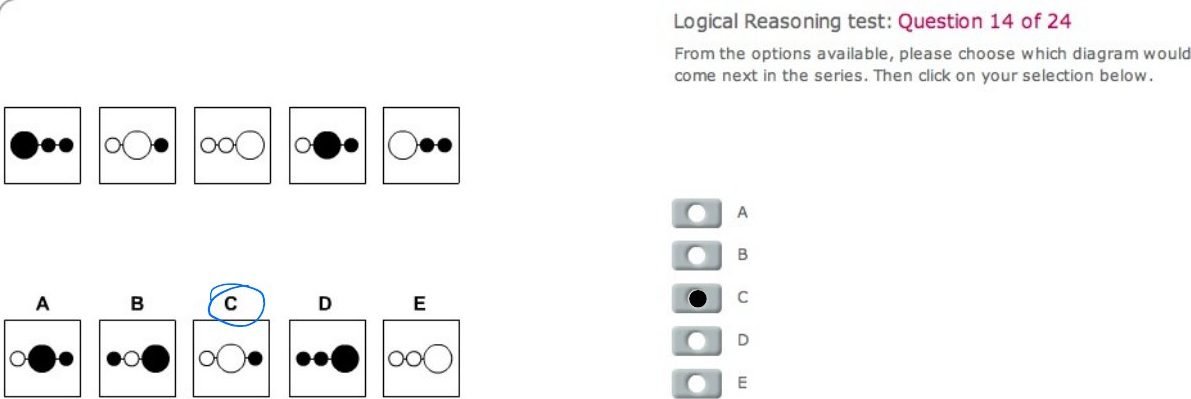 Logical Reasoning test: Question 14 of 24
From the options available, please choose which diagram would
come next in the series. Then click on your selection below.
A
B
C
D
E
A B C D E